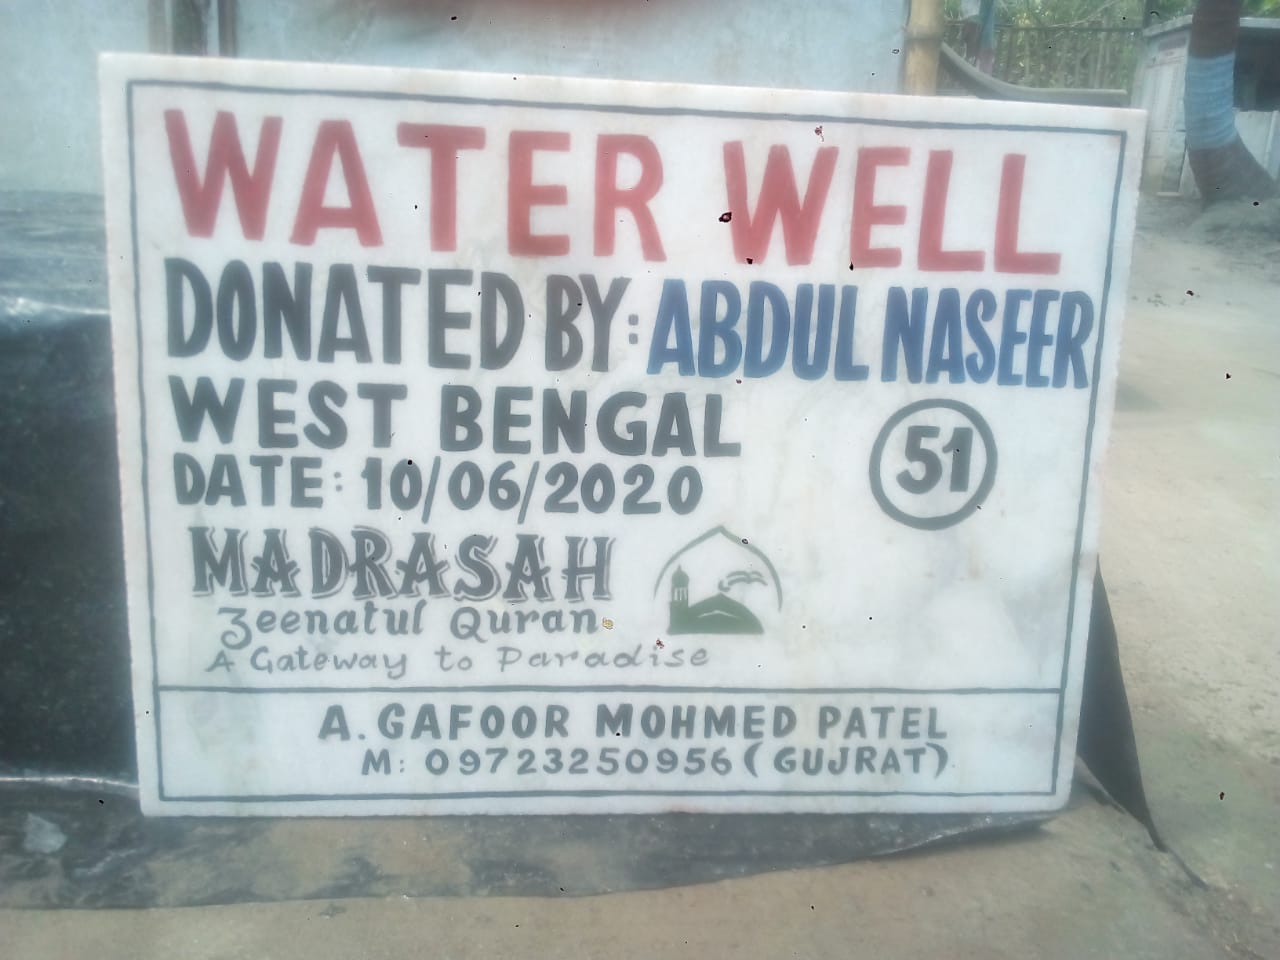 WATER WELL
DONATED BY: ABDUL NASEER
WEST BENGAL
51
DATE: 10/06/2020
MADRASAH
Zeenatul Quran
A Gateway to Paradise
A. GAFOOR MOHMED PATEL
M: 09723250956 (GUJRAT)